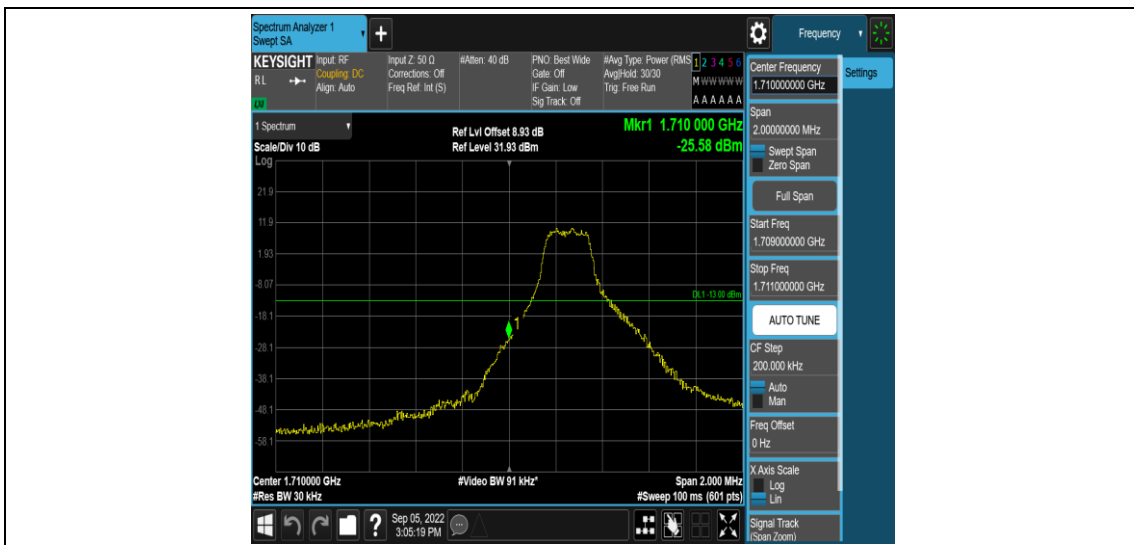 Spectrum Analyzer 1
Swept SA
+
Frequency
KEYSIGHT
RL
Input: RF
Coupling: DC
Align: Auto
Input Z: 50 Ω
Corrections: Off
Freq Ref: Int (S)
#Atten: 40 dB
PNO: Best Wide
Gate: Off
IF Gain: Low
Sig Track: Off
#Avg Type: Power (RMS
Avg|Hold: 30/30
Trig: Free Run
1 2 3 4 5 6
M W W W W W
A A A A A A
1 Spectrum
Scale/Div 10 dB
Ref Lvl Offset 8.93 dB
Ref Level 31.93 dBm
Mkr1 1.710 000 GHz
-25.58 dBm
Log
21.9
11.9
1.93
-8.07
DL1 -13.00 dBm
-18.1
1
-28.1
-38.1
-48.1
-58.1
Center 1.710000 GHz
#Res BW 30 kHz
#Video BW 91 kHz*
Span 2.000 MHz
#Sweep 100 ms (601 pts)
Sep 05, 2022
3:05:19 PM
?
Center Frequency
1.710000000 GHz
Settings
Span
2.00000000 MHz
Swept Span
Zero Span
Full Span
Start Freq
1.709000000 GHz
Stop Freq
1.711000000 GHz
AUTO TUNE
CF Step
200.000 kHz
Auto
Man
Freq Offset
0 Hz
X Axis Scale
Log
Lin
Signal Track
(Span Zoom)